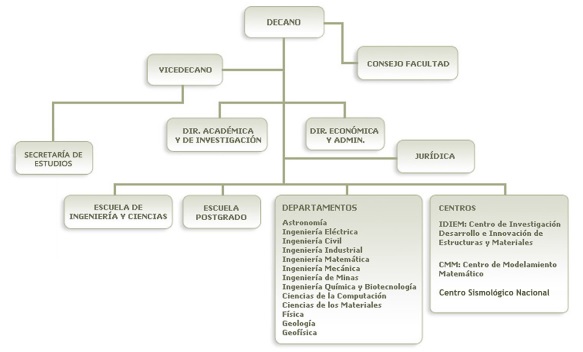 DECANO
CONSEJO FACULTAD
VICEDECANO
DIR. ACADÉMICA
Y DE INVESTIGACIÓN
DIR. ECONÓMICA
Y ADMIN.
SECRETARÍA DE
ESTUDIOS
JURÍDICA
ESCUELA DE
INGENIERÍA Y CIENCIAS
ESCUELA
POSTGRADO
DEPARTAMENTOS
Astronomía
Ingeniería Eléctrica
Ingeniería Civil
Ingeniería Industrial
Ingeniería Matemática
Ingeniería Mecánica
Ingeniería de Minas
Ingeniería Química y Biotecnología
Ciencias de la Computación
Ciencias de los Materiales
Física
Geología
Geofísica
CENTROS
IDIEM: Centro de Investigación
Desarrollo e Innovación de
Estructuras y Materiales
CMM: Centro de Modelamiento
Matemático
Centro Sismológico Nacional